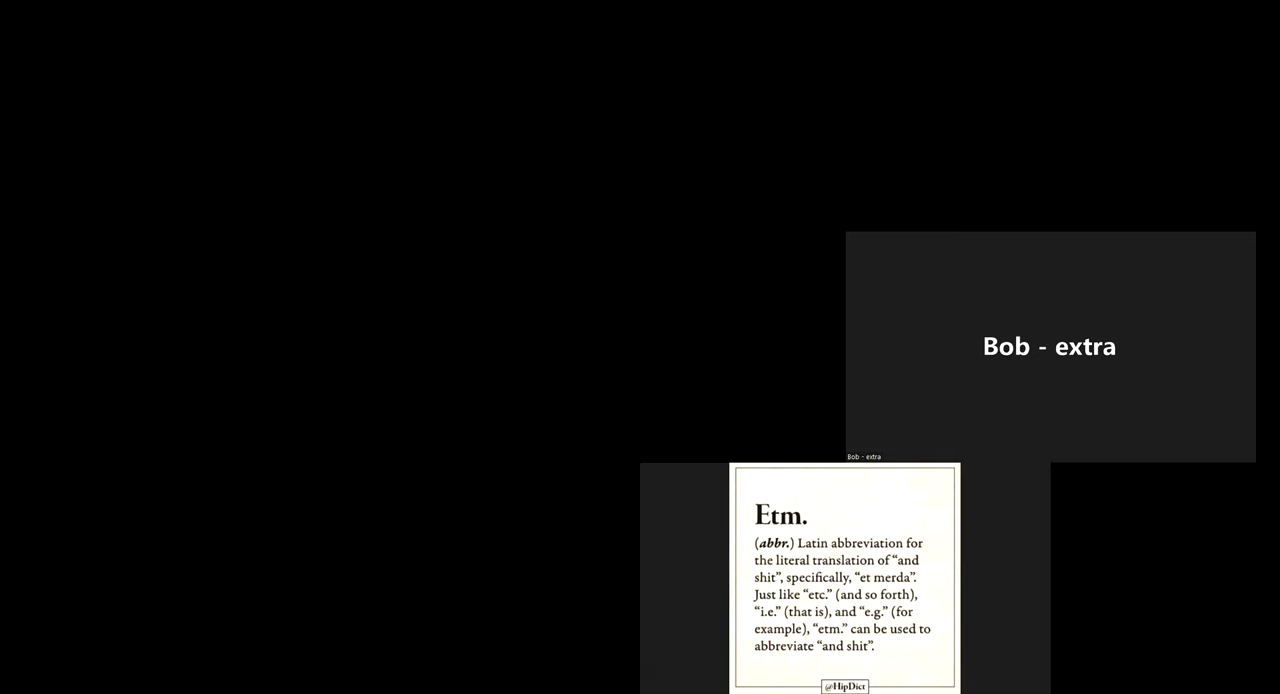 Bob - extra
Bob - extra
Etm.
(abbr.) Latin abbreviation for
the literal translation of “and
shit”, specifically, “et merda”.
Just like “etc.” (and so forth),
“i.e.” (that is), and “e.g.” (for
example), “etm.” can be used to
abbreviate “and shit”.
@HipDict